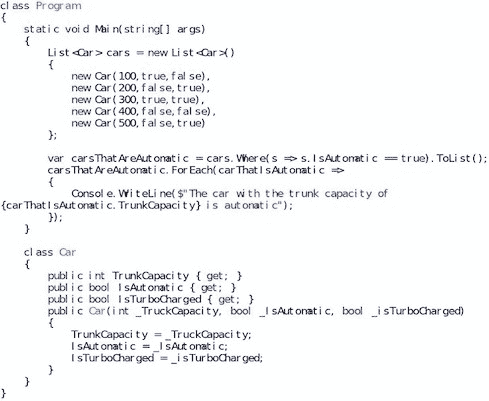 class Program
{
    static void Main(string[] args)
    {
        List<Car> cars = new List<Car>()
        {
            new Car(100,true,false),
            new Car(200,false,true),
            new Car(300,true,true),
            new Car(400,false,false),
            new Car(500,false,true)
        };

        var carsThatAreAutomatic = cars.Where(s => s.IsAutomatic == true).ToList();
        carsThatAreAutomatic.ForEach(carThatIsAutomatic =>
        {
            Console.WriteLine($"The car with the trunk capacity of
{carThatIsAutomatic.TrunkCapacity} is automatic");
        });
    }

    class Car
    {
        public int TrunkCapacity { get; }
        public bool IsAutomatic { get; }
        public bool IsTurboCharged { get; }
        public Car(int _TruckCapacity, bool _IsAutomatic, bool _isTurboCharged)
        {
            TrunkCapacity = _TruckCapacity;
            IsAutomatic = _IsAutomatic;
            IsTurboCharged = _isTurboCharged;
        }
    }
}